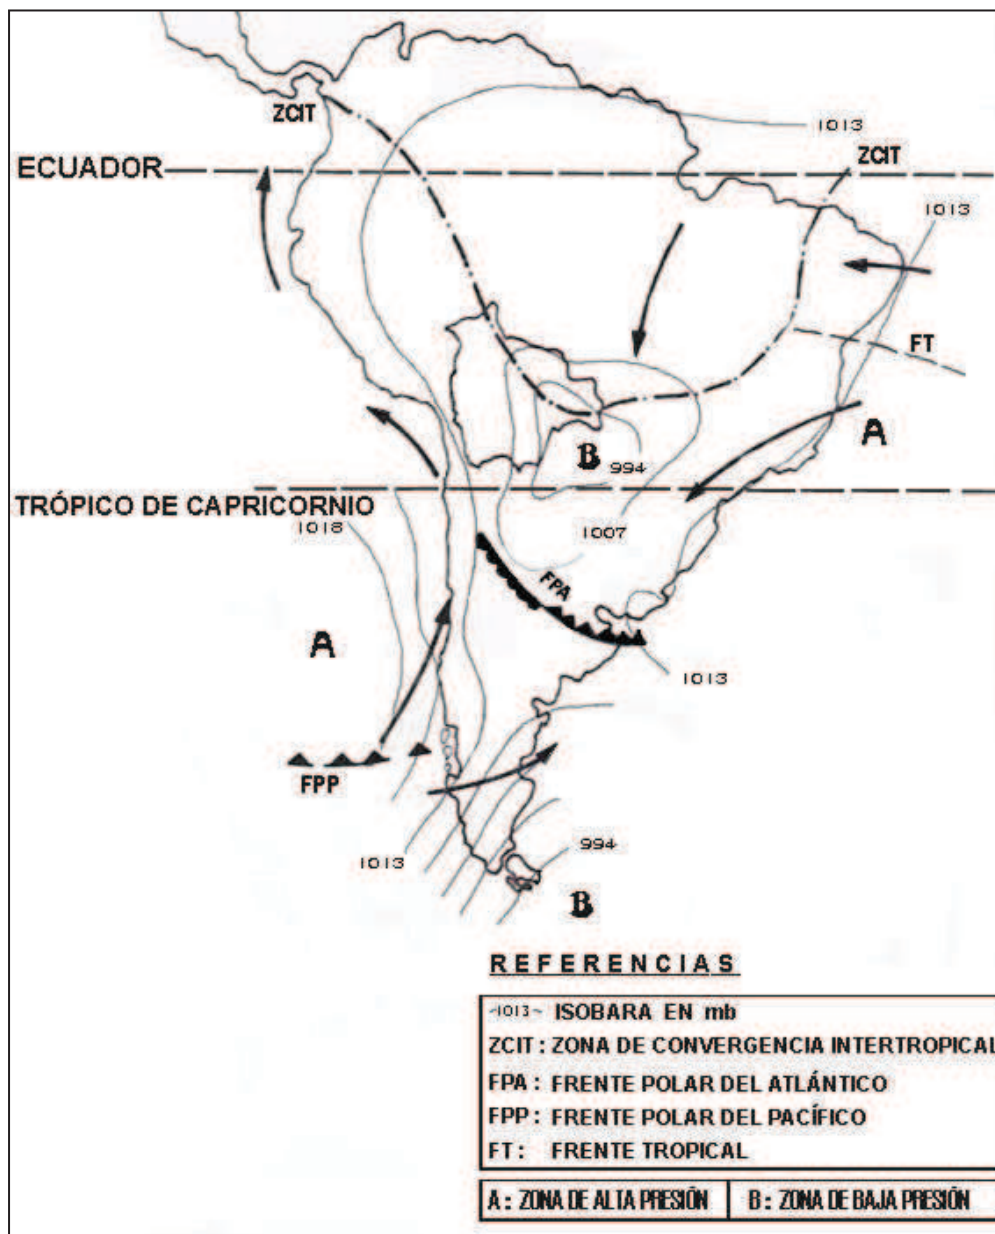 ZCIT
1013
ECUADOR
ZCIT
1013
FT
A
B
994
TRÓPICO DE CAPRICORNIO
1018
1007
FPA
A
1013
FPP
1013
994
B
REFERENCIAS
~1013~ ISOBARA EN mb
ZCIT : ZONA DE CONVERGENCIA INTERTROPICAL
FPA : FRENTE POLAR DEL ATLÁNTICO
FPP : FRENTE POLAR DEL PACÍFICO
FT : FRENTE TROPICAL
A : ZONA DE ALTA PRESIÓN B : ZONA DE BAJA PRESIÓN